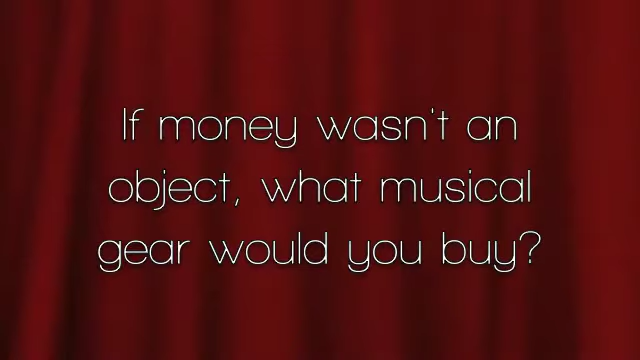 If money wasn't an
object, what musical
gear would you buy?